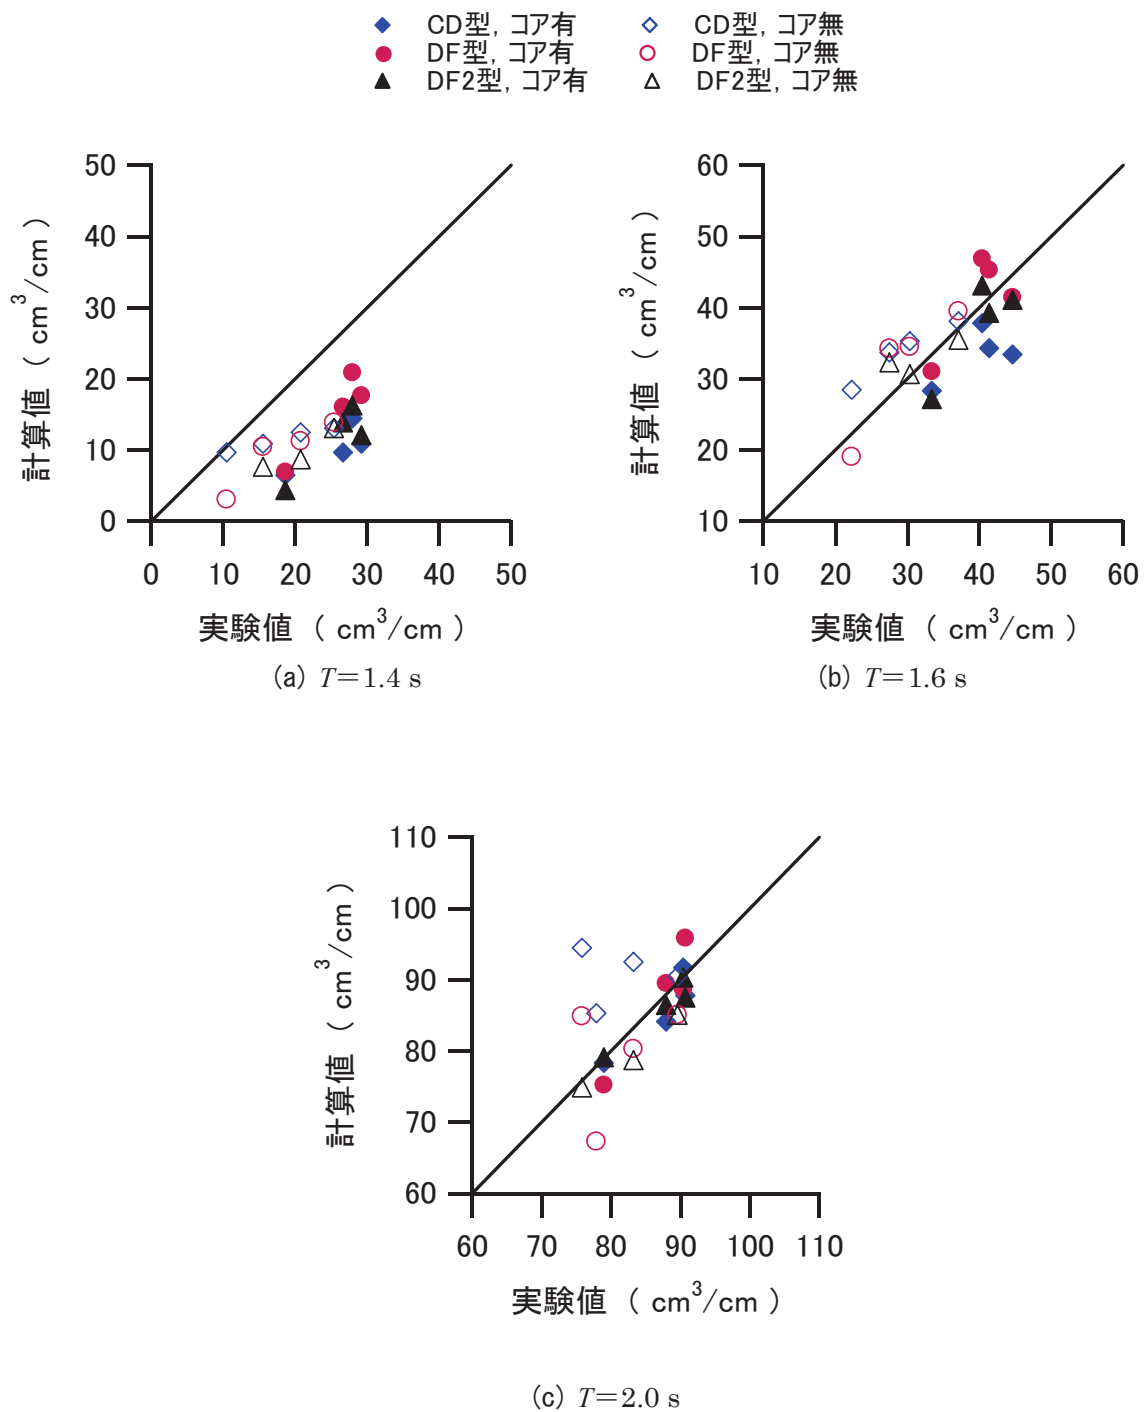 CD型, コア有 CD型, コア無
DF型, コア有 DF型, コア無
DF2型, コア有 DF2型, コア無
50
40
30
20
10
0
計算値 ( cm³/cm )
0 10 20 30 40 50
実験値 ( cm³/cm )
(a) T=1.4 s
60
50
40
30
20
10
計算値 ( cm³/cm )
10 20 30 40 50 60
実験値 ( cm³/cm )
(b) T=1.6 s
110
100
90
80
70
60
計算値 ( cm³/cm )
60 70 80 90 100 110
実験値 ( cm³/cm )
(c) T=2.0 s